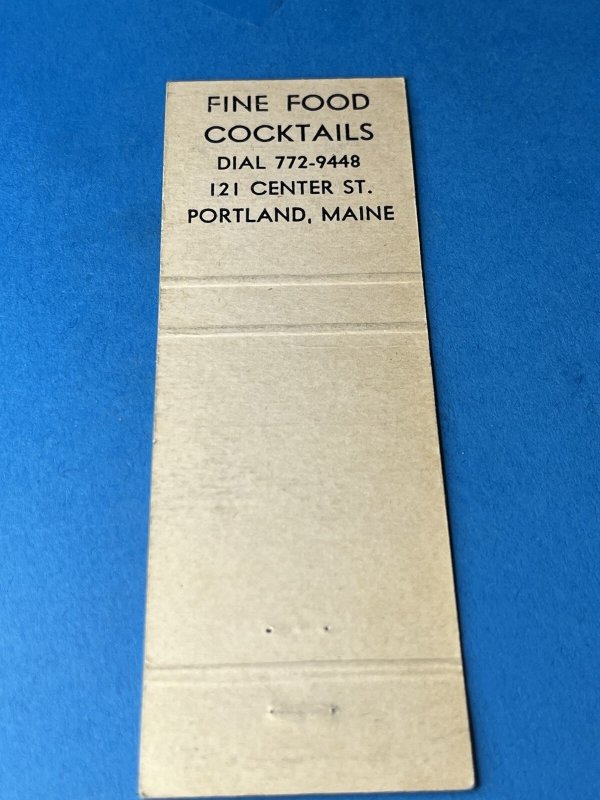 FINE FOOD
COCKTAILS
DIAL 772-9448
121 CENTER ST.
PORTLAND, MAINE